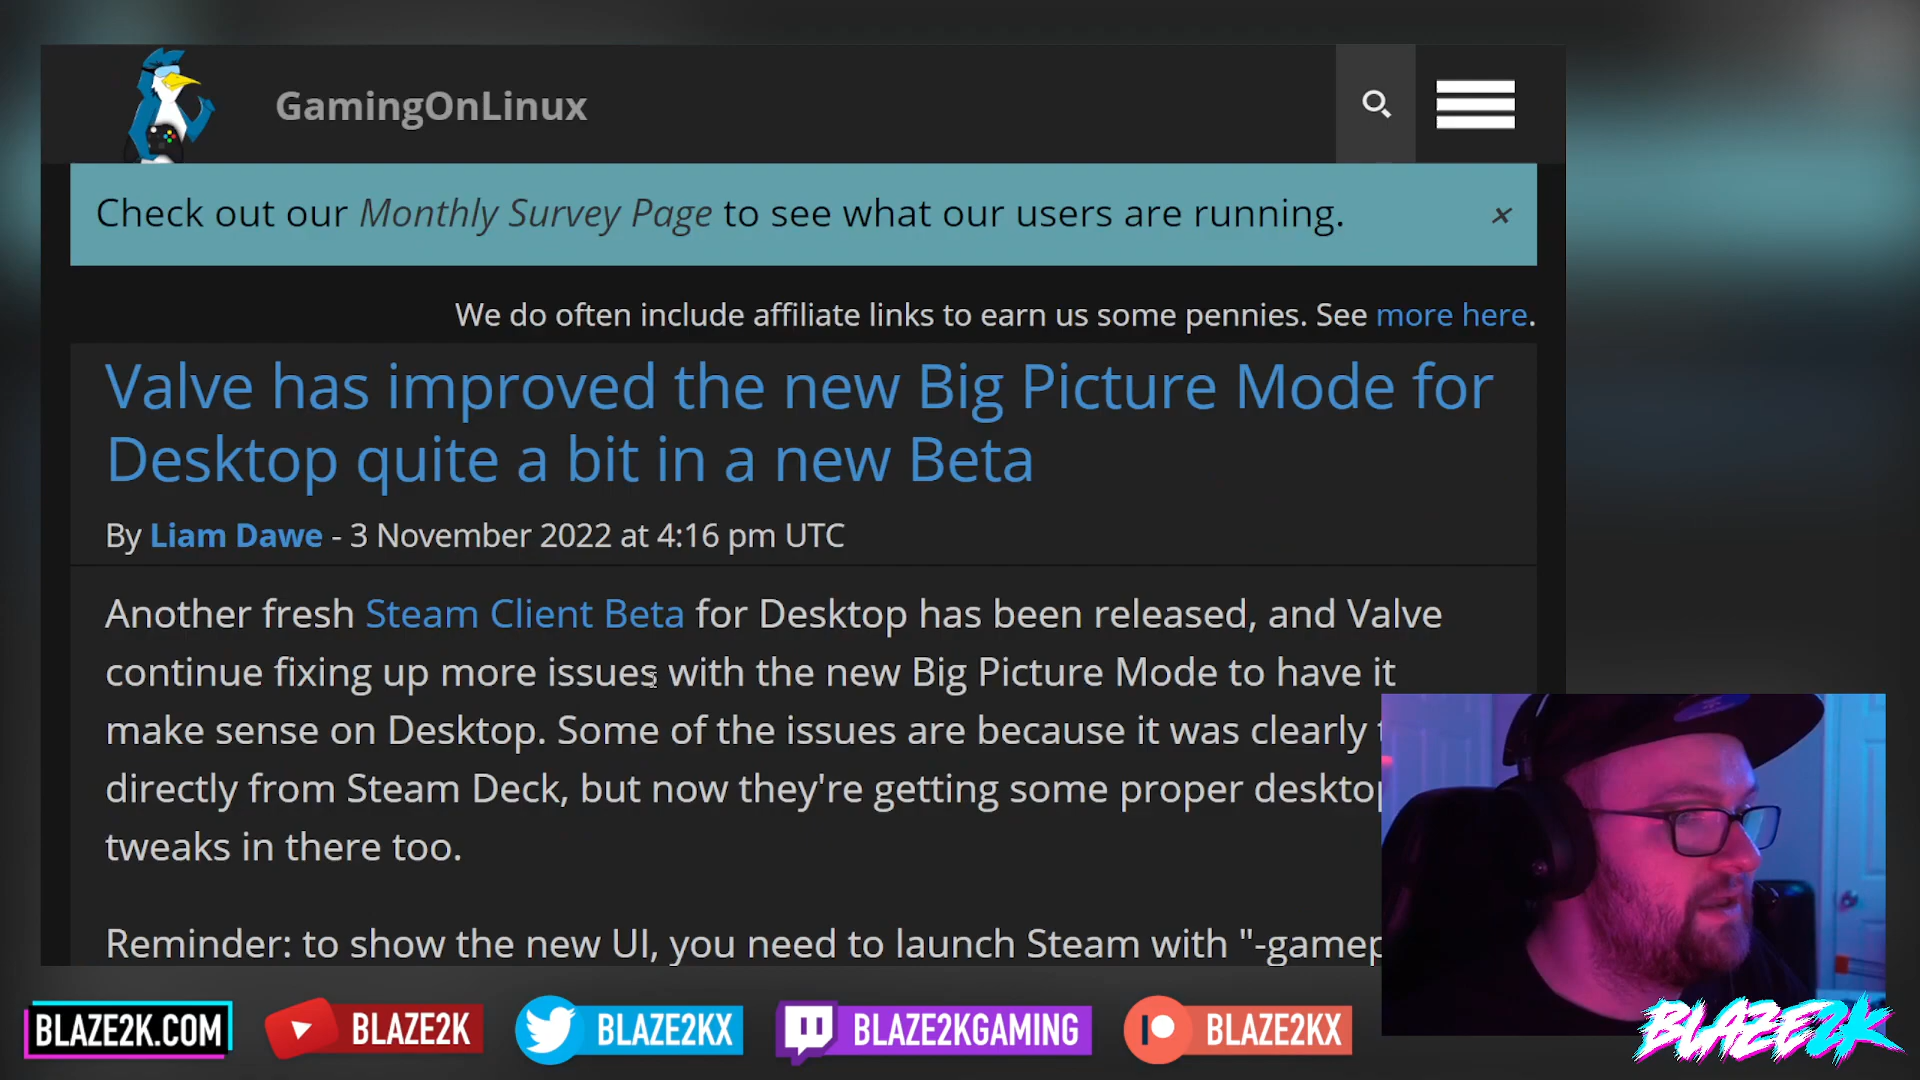 GamingOnLinux
Check out our Monthly Survey Page to see what our users are running.
We do often include affiliate links to earn us some pennies. See more here.
Valve has improved the new Big Picture Mode for
Desktop quite a bit in a new Beta
By Liam Dawe - 3 November 2022 at 4:16 pm UTC
Another fresh Steam Client Beta for Desktop has been released, and Valve
continue fixing up more issues with the new Big Picture Mode to have it
make sense on Desktop. Some of the issues are because it was clearly
directly from Steam Deck, but now they're getting some proper desktop
tweaks in there too.
Reminder: to show the new UI, you need to launch Steam with "-gamep
BLAZE2K.COM
BLAZE2K
BLAZE2KX
BLAZE2KGAMING
BLAZE2KX
BLAZE2K